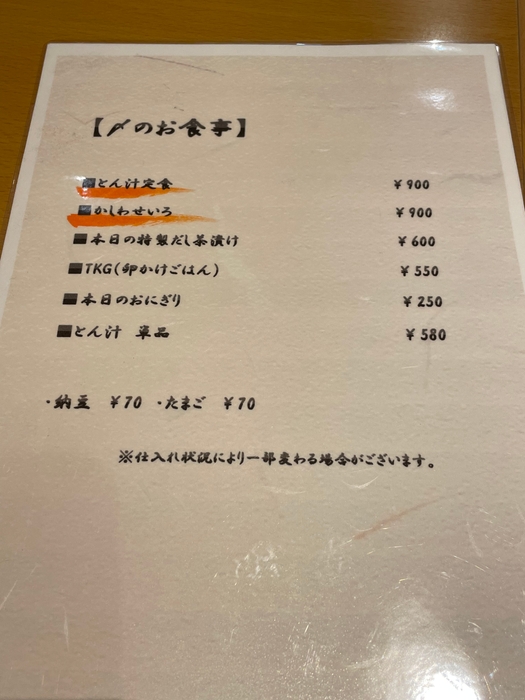 【〆のお食事】
■とん汁定食 ¥900
■かしわせいろ ¥900
■本日の特製だし茶漬け ¥600
■TKG(卵かけごはん) ¥550
■本日のおにぎり ¥250
■とん汁 単品 ¥580
・納豆 ¥70 ・たまご ¥70
※仕入れ状況により一部変わる場合がございます。